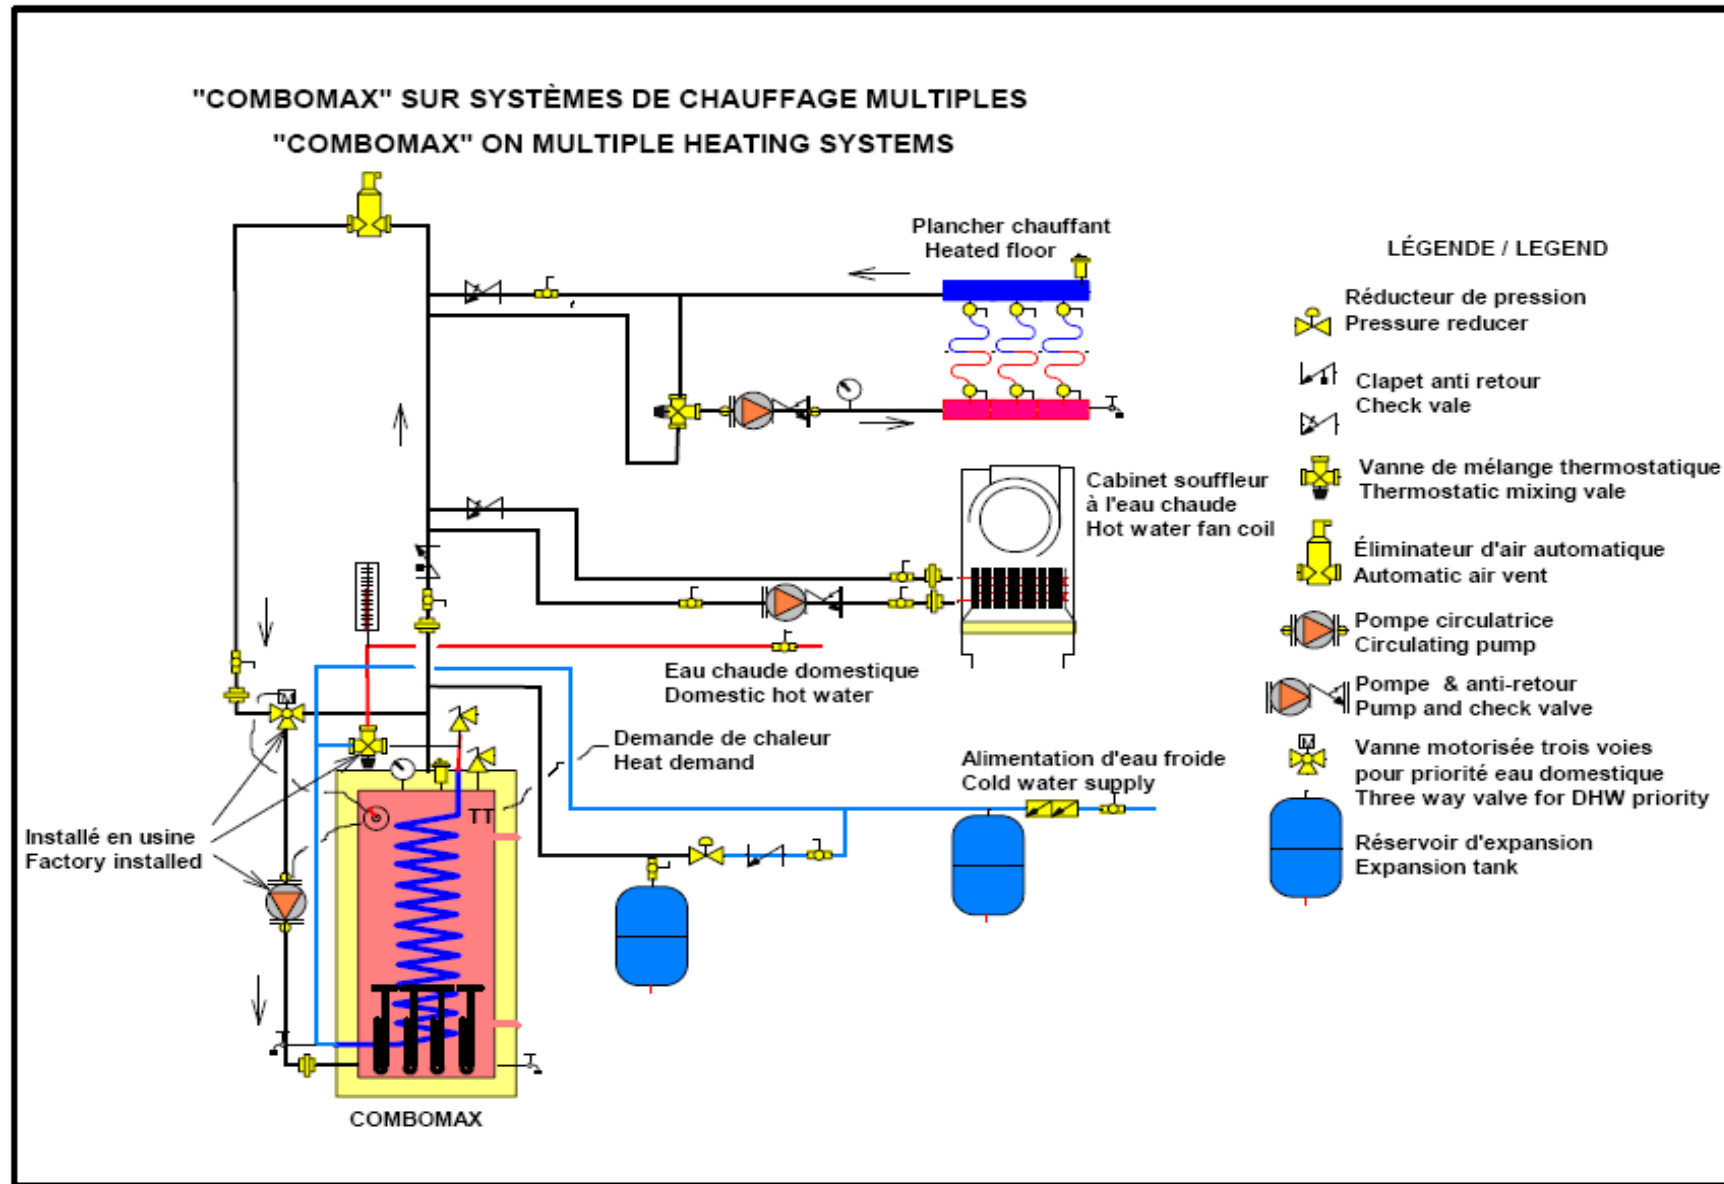 "COMBOMAX" SUR SYSTÈMES DE CHAUFFAGE MULTIPLES
"COMBOMAX" ON MULTIPLE HEATING SYSTEMS
Plancher chauffant
Heated floor
Cabinet souffleur
à l'eau chaude
Hot water fan coil
Eau chaude domestique
Domestic hot water
M
Demande de chaleur
Heat demand
Alimentation d'eau froide
Cold water supply
TT
Installé en usine
Factory installed
COMBOMAX
LÉGENDE / LEGEND
Réducteur de pression
Pressure reducer
Clapet anti retour
Check vale
Vanne de mélange thermostatique
Thermostatic mixing vale
Éliminateur d'air automatique
Automatic air vent
Pompe circulatrice
Circulating pump
Pompe & anti-retour
Pump and check valve
M
Vanne motorisée trois voies
pour priorité eau domestique
Three way valve for DHW priority
Réservoir d'expansion
Expansion tank